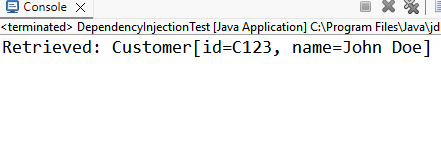 Console
<terminated> DependencyInjectionTest [Java Application] C:\Program Files\Java\jd
Retrieved: Customer[id=C123, name=John Doe]